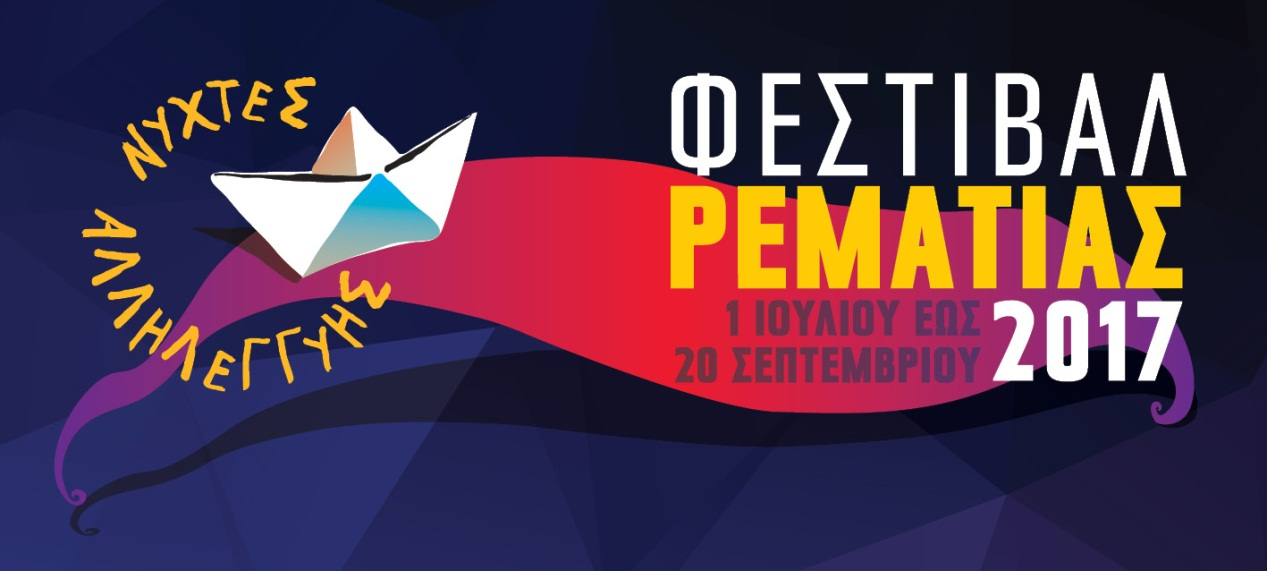 ΝΥΧΤΕΣ
ΑΛΛΗΛΕΓΓΥΗΣ
ΦΕΣΤΙΒΑΛ
ΡΕΜΑΤΙΑΣ
1 ΙΟΥΛΙΟΥ ΕΩΣ
20 ΣΕΠΤΕΜΒΡΙΟΥ
2017